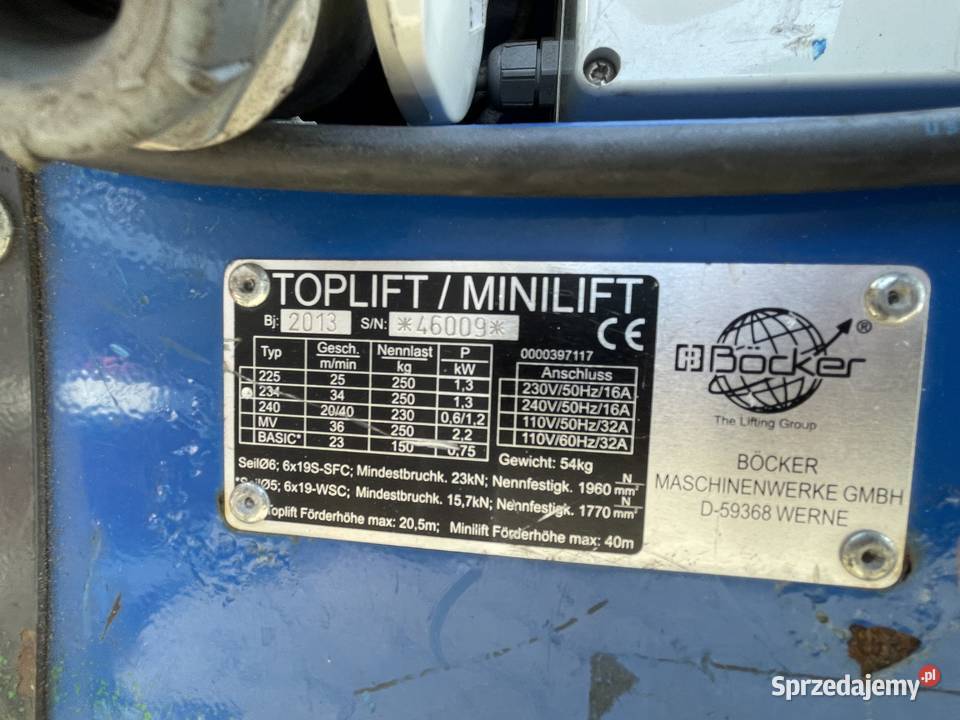 TOPLIFT / MINILIFT
Bj: 2013 S/N: *46009* CE
0000397117
Typ Gesch. m/min Nennlast kg P kW
225 25 250 1,3
234 34 250 1,3
240 20/40 230 0,6/1,2
MV 36 250 2,2
BASIC* 23 150 0,75
Anschluss
230V/50Hz/16A
240V/50Hz/16A
110V/50Hz/32A
110V/60Hz/32A
Gewicht: 54kg
SeilØ6; 6x19S-SFC; Mindestbruchk. 23kN; Nennfestigk. 1960 N/mm²
*SeilØ5; 6x19-WSC; Mindestbruchk. 15,7kN; Nennfestigk. 1770 N/mm²
Toplift Förderhöhe max: 20,5m; Minilift Förderhöhe max: 40m
Böcker ®
The Lifting Group
BÖCKER
MASCHINENWERKE GMBH
D-59368 WERNE
Sprzedajemy.pl